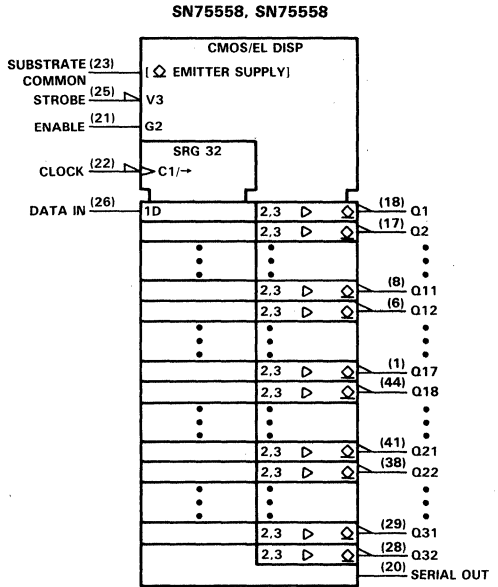 SN75558, SN75558
CMOS/EL DISP
SUBSTRATE (23) [ ◇ EMITTER SUPPLY]
COMMON
STROBE (25) V3
ENABLE (21) G2
SRG 32
CLOCK (22) C1/→
DATA IN (26) 1D 2,3 ▷ ◇ (18) Q1
2,3 ▷ ◇ (17) Q2
2,3 ▷ ◇ (8) Q11
2,3 ▷ ◇ (6) Q12
2,3 ▷ ◇ (1) Q17
2,3 ▷ ◇ (44) Q18
2,3 ▷ ◇ (41) Q21
2,3 ▷ ◇ (38) Q22
2,3 ▷ ◇ (29) Q31
2,3 ▷ ◇ (28) Q32
(20) SERIAL OUT